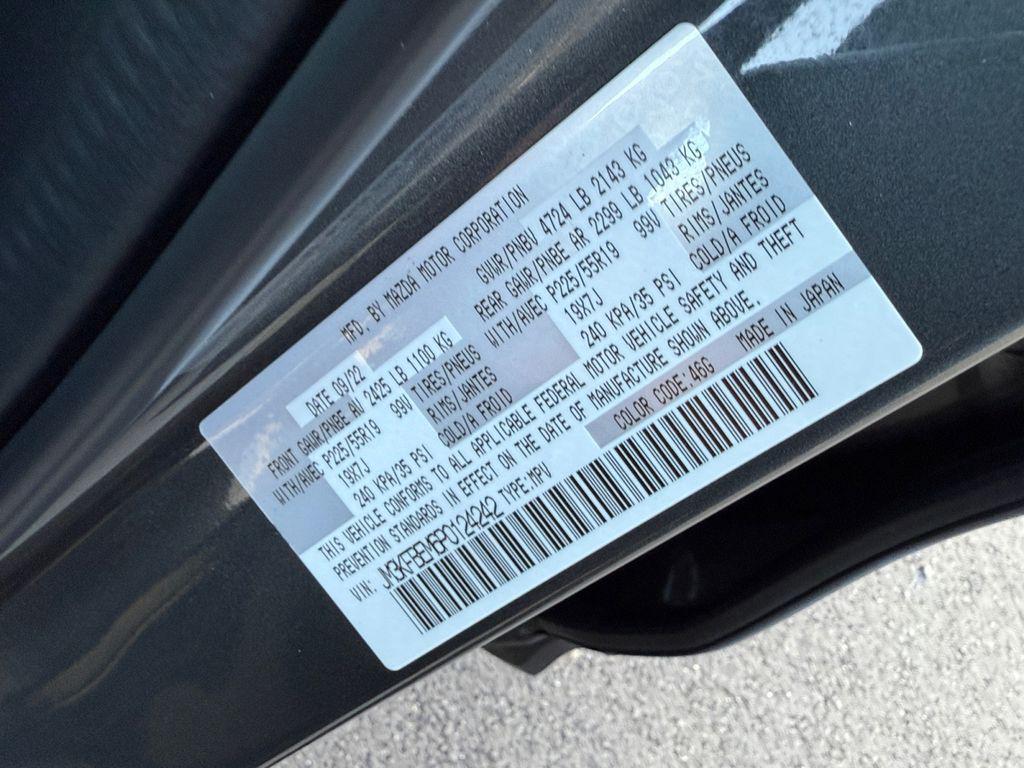 MFD. BY MAZDA MOTOR CORPORATION
DATE 09/22 GVWR/PNBV 4724 LB 2143 KG
FRONT GAWR/PNBE AV 2425 LB 1100 KG REAR GAWR/PNBE AR 2299 LB 1043 KG
WITH/AVEC P225/55R19 99V TIRES/PNEUS WITH/AVEC P225/55R19 99V TIRES/PNEUS
19X7J RIMS/JANTES 19X7J RIMS/JANTES
240 KPA/35 PSI COLD/A FROID 240 KPA/35 PSI COLD/A FROID
THIS VEHICLE CONFORMS TO ALL APPLICABLE FEDERAL MOTOR VEHICLE SAFETY AND THEFT
PREVENTION STANDARDS IN EFFECT ON THE DATE OF MANUFACTURE SHOWN ABOVE.
VIN: JM3KFBEM6P0124242 TYPE:MPV COLOR CODE:46G MADE IN JAPAN